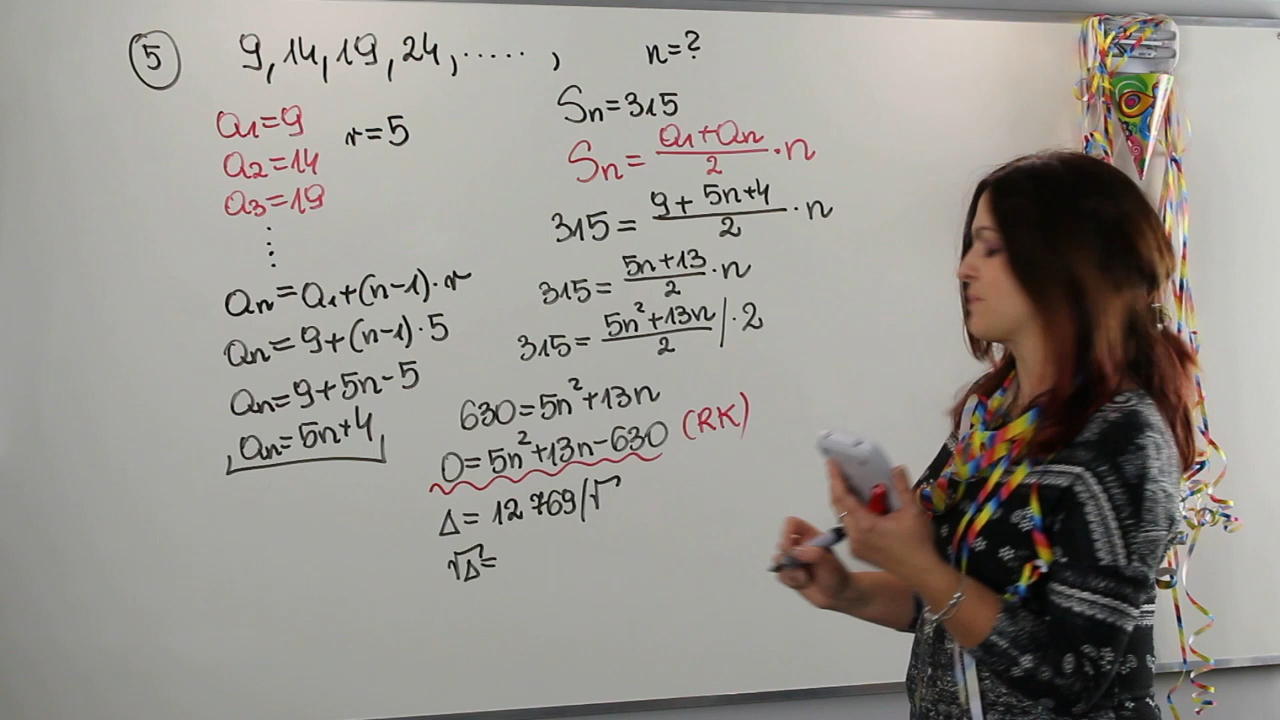 5 9, 14, 19, 24, ......, n=?
a₁=9
a₂=14 r=5
a₃=19
⋮
aₙ=a₁+(n-1)·r
aₙ=9+(n-1)·5
aₙ=9+5n-5
aₙ=5n+4
Sₙ=315
Sₙ=(a₁+aₙ)/2·n
315=(9+5n+4)/2·n
315=(5n+13)/2·n
315=(5n²+13n)/2 /·2
630=5n²+13n
0=5n²+13n-630 (RK)
Δ=12 769/√
√Δ=